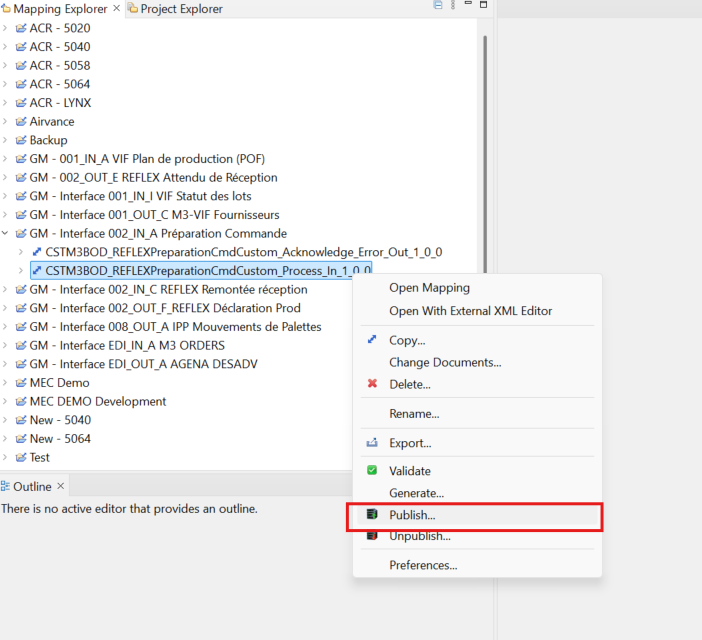 Mapping Explorer
Project Explorer
ACR - 5020
ACR - 5040
ACR - 5058
ACR - 5064
ACR - LYNX
Airvance
Backup
GM - 001_IN_A VIF Plan de production (POF)
GM - 002_OUT_E REFLEX Attendu de Réception
GM - Interface 001_IN_I VIF Statut des lots
GM - Interface 001_OUT_C M3-VIF Fournisseurs
GM - Interface 002_IN_A Préparation Commande
CSTM3BOD_REFLEXPreparationCmdCustom_Acknowledge_Error_Out_1_0_0
CSTM3BOD_REFLEXPreparationCmdCustom_Process_In_1_0_0
GM - Interface 002_IN_C REFLEX Remontée réception
GM - Interface 002_OUT_F_REFLEX Déclaration Prod
GM - Interface 008_OUT_A IPP Mouvements de Palettes
GM - Interface EDI_IN_A M3 ORDERS
GM - Interface EDI_OUT_A AGENA DESADV
MEC Demo
MEC DEMO Development
New - 5040
New - 5064
Test
Open Mapping
Open With External XML Editor
Copy...
Change Documents...
Delete...
Rename...
Export...
Validate
Generate...
Publish...
Unpublish...
Preferences...
Outline
There is no active editor that provides an outline.